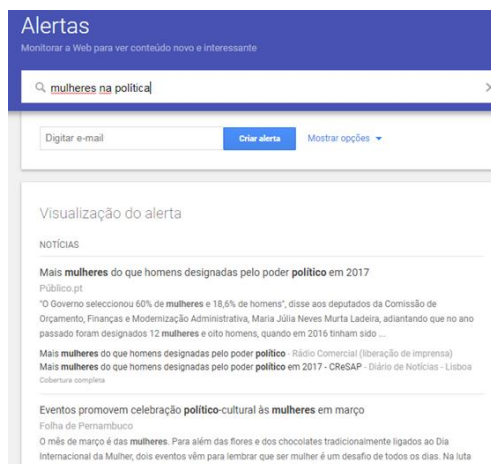 Alertas
Monitorar a Web para ver conteúdo novo e interessante
mulheres na política
Digitar e-mail
Criar alerta
Mostrar opções
Visualização do alerta
NOTÍCIAS
Mais mulheres do que homens designadas pelo poder político em 2017
Público.pt
"O Governo seleccionou 60% de mulheres e 18,6% de homens", disse aos deputados da Comissão de
Orçamento, Finanças e Modernização Administrativa, Maria Júlia Neves Murta Ladeira, adiantando que no ano
passado foram designados 12 mulheres e oito homens, quando em 2016 tinham sido ...
Mais mulheres do que homens designadas pelo poder político - Rádio Comercial (liberação de imprensa)
Mais mulheres do que homens designadas pelo poder político em 2017 - CReSAP - Diário de Notícias - Lisboa
Cobertura completa
Eventos promovem celebração político-cultural às mulheres em março
Folha de Pernambuco
O mês de março é das mulheres. Para além das flores e dos chocolates tradicionalmente ligados ao Dia
Internacional da Mulher, dois eventos vêm para lembrar que ser mulher é um desafio de todos os dias. Na luta